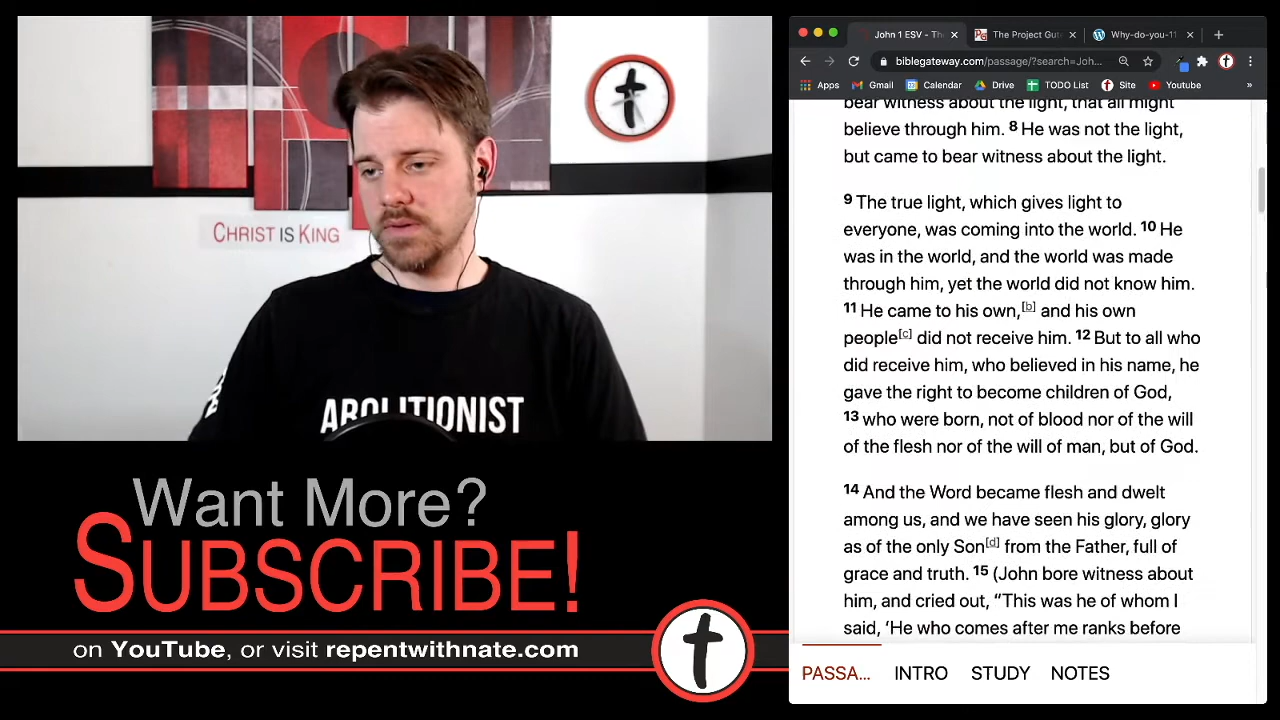 CHRIST IS KING
ABOLITIONIST
Want More?
SUBSCRIBE!
on YouTube, or visit repentwithnate.com
John 1 ESV - Th
The Project Gut
Why-do-you-11
biblegateway.com/passage/?search=Joh...
Apps Gmail Calendar Drive TODO List Site Youtube »
bear witness about the light, that all might
believe through him. 8 He was not the light,
but came to bear witness about the light.
9 The true light, which gives light to
everyone, was coming into the world. 10 He
was in the world, and the world was made
through him, yet the world did not know him.
11 He came to his own,[b] and his own
people[c] did not receive him. 12 But to all who
did receive him, who believed in his name, he
gave the right to become children of God,
13 who were born, not of blood nor of the will
of the flesh nor of the will of man, but of God.
14 And the Word became flesh and dwelt
among us, and we have seen his glory, glory
as of the only Son[d] from the Father, full of
grace and truth. 15 (John bore witness about
him, and cried out, “This was he of whom I
said, ‘He who comes after me ranks before
PASSA... INTRO STUDY NOTES